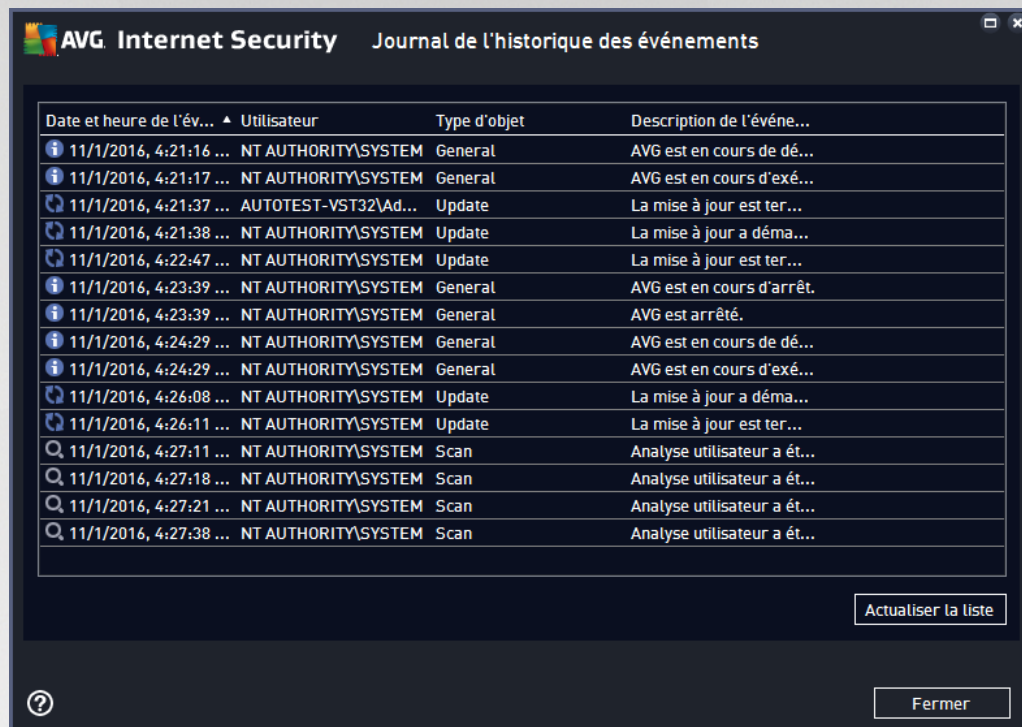 AVG Internet Security Journal de l'historique des événements
Date et heure de l'év... Utilisateur Type d'objet Description de l'événe...
11/1/2016, 4:21:16 ... NT AUTHORITY\SYSTEM General AVG est en cours de dé...
11/1/2016, 4:21:17 ... NT AUTHORITY\SYSTEM General AVG est en cours d'exé...
11/1/2016, 4:21:37 ... AUTOTEST-VST32\Ad... Update La mise à jour est ter...
11/1/2016, 4:21:38 ... NT AUTHORITY\SYSTEM Update La mise à jour a déma...
11/1/2016, 4:22:47 ... NT AUTHORITY\SYSTEM Update La mise à jour est ter...
11/1/2016, 4:23:39 ... NT AUTHORITY\SYSTEM General AVG est en cours d'arrêt.
11/1/2016, 4:23:39 ... NT AUTHORITY\SYSTEM General AVG est arrêté.
11/1/2016, 4:24:29 ... NT AUTHORITY\SYSTEM General AVG est en cours de dé...
11/1/2016, 4:24:29 ... NT AUTHORITY\SYSTEM General AVG est en cours d'exé...
11/1/2016, 4:26:08 ... NT AUTHORITY\SYSTEM Update La mise à jour a déma...
11/1/2016, 4:26:11 ... NT AUTHORITY\SYSTEM Update La mise à jour est ter...
11/1/2016, 4:27:11 ... NT AUTHORITY\SYSTEM Scan Analyse utilisateur a ét...
11/1/2016, 4:27:18 ... NT AUTHORITY\SYSTEM Scan Analyse utilisateur a ét...
11/1/2016, 4:27:21 ... NT AUTHORITY\SYSTEM Scan Analyse utilisateur a ét...
11/1/2016, 4:27:38 ... NT AUTHORITY\SYSTEM Scan Analyse utilisateur a ét...
Actualiser la liste
Fermer